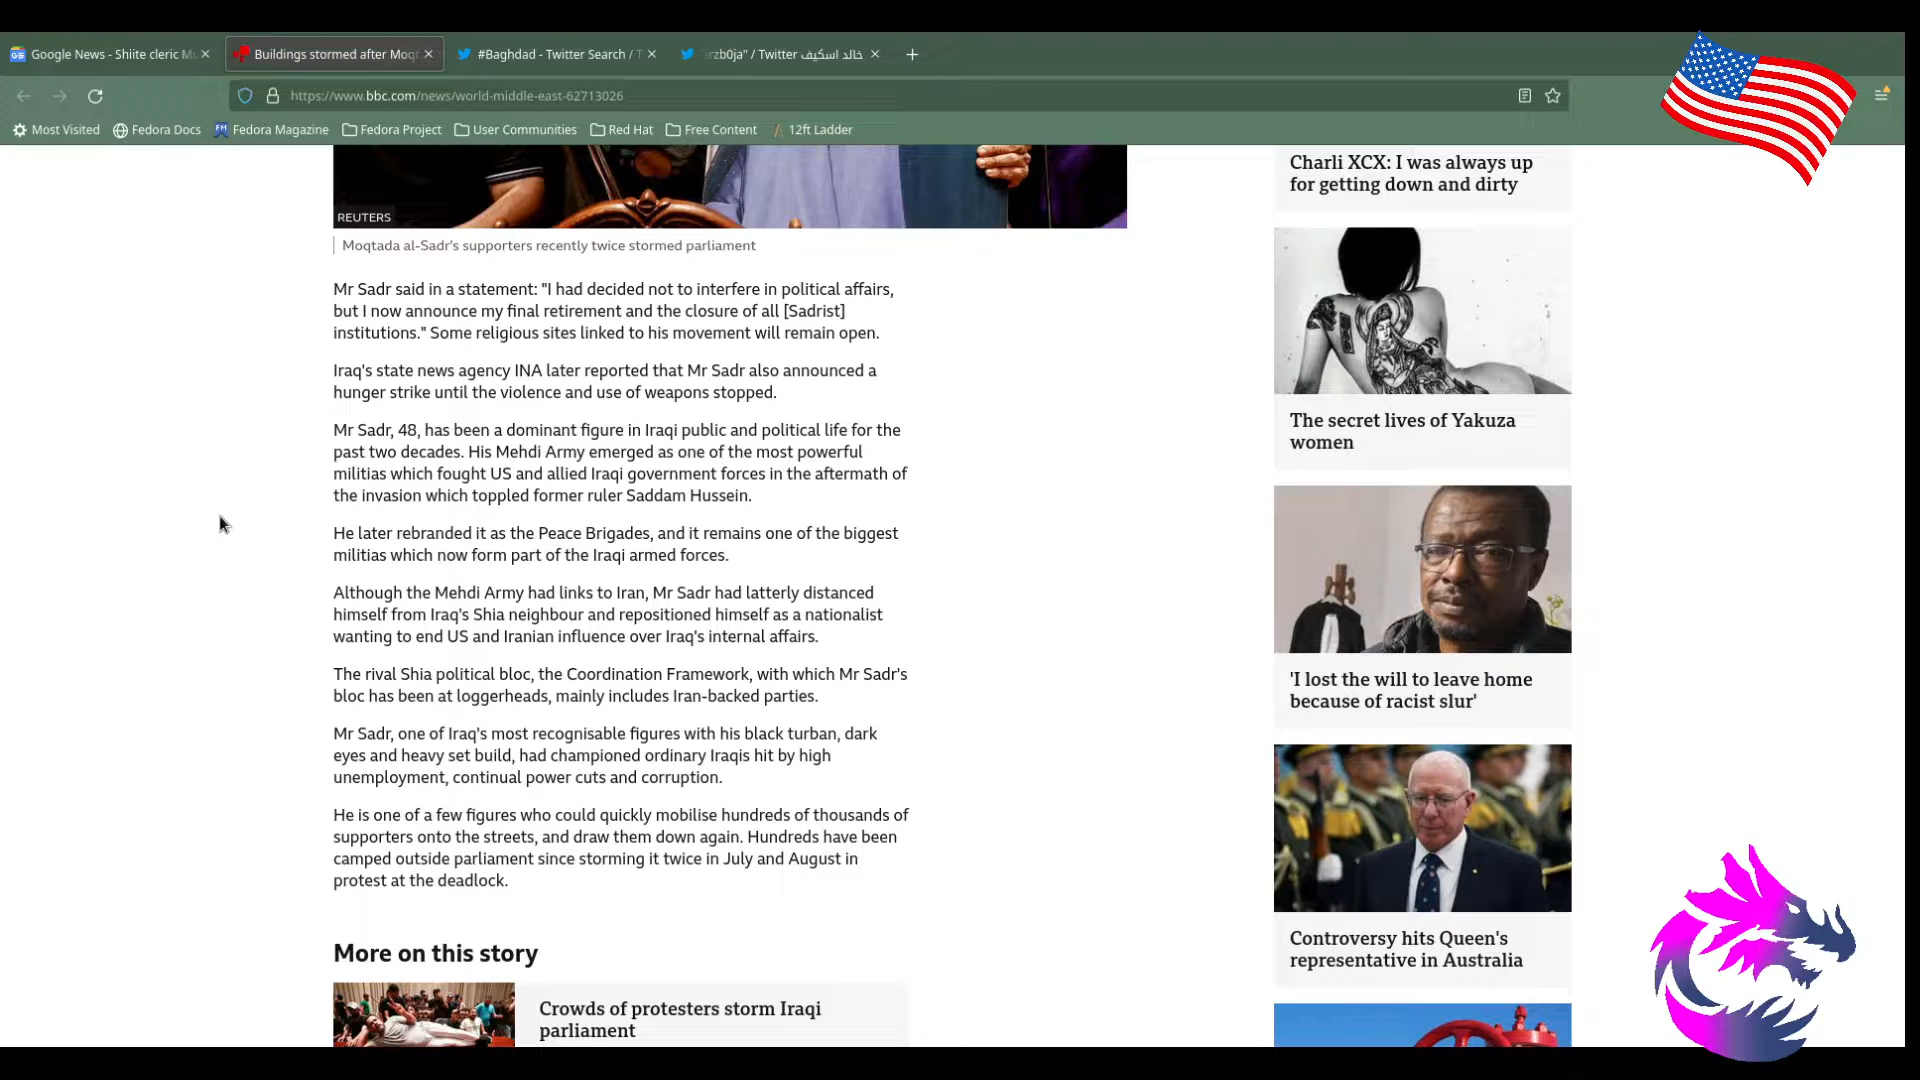 Google News - Shiite cleric M
Buildings stormed after Moqt
#Baghdad - Twitter Search / T
rzb0ja" / Twitter خالد اسكيف
https://www.bbc.com/news/world-middle-east-62713026
Most Visited
Fedora Docs
Fedora Magazine
Fedora Project
User Communities
Red Hat
Free Content
12ft Ladder
REUTERS
Moqtada al-Sadr's supporters recently twice stormed parliament
Mr Sadr said in a statement: "I had decided not to interfere in political affairs,
but I now announce my final retirement and the closure of all [Sadrist]
institutions." Some religious sites linked to his movement will remain open.
Iraq's state news agency INA later reported that Mr Sadr also announced a
hunger strike until the violence and use of weapons stopped.
Mr Sadr, 48, has been a dominant figure in Iraqi public and political life for the
past two decades. His Mehdi Army emerged as one of the most powerful
militias which fought US and allied Iraqi government forces in the aftermath of
the invasion which toppled former ruler Saddam Hussein.
He later rebranded it as the Peace Brigades, and it remains one of the biggest
militias which now form part of the Iraqi armed forces.
Although the Mehdi Army had links to Iran, Mr Sadr had latterly distanced
himself from Iraq's Shia neighbour and repositioned himself as a nationalist
wanting to end US and Iranian influence over Iraq's internal affairs.
The rival Shia political bloc, the Coordination Framework, with which Mr Sadr's
bloc has been at loggerheads, mainly includes Iran-backed parties.
Mr Sadr, one of Iraq's most recognisable figures with his black turban, dark
eyes and heavy set build, had championed ordinary Iraqis hit by high
unemployment, continual power cuts and corruption.
He is one of a few figures who could quickly mobilise hundreds of thousands of
supporters onto the streets, and draw them down again. Hundreds have been
camped outside parliament since storming it twice in July and August in
protest at the deadlock.
More on this story
Crowds of protesters storm Iraqi
parliament
Charli XCX: I was always up
for getting down and dirty
The secret lives of Yakuza
women
'I lost the will to leave home
because of racist slur'
Controversy hits Queen's
representative in Australia